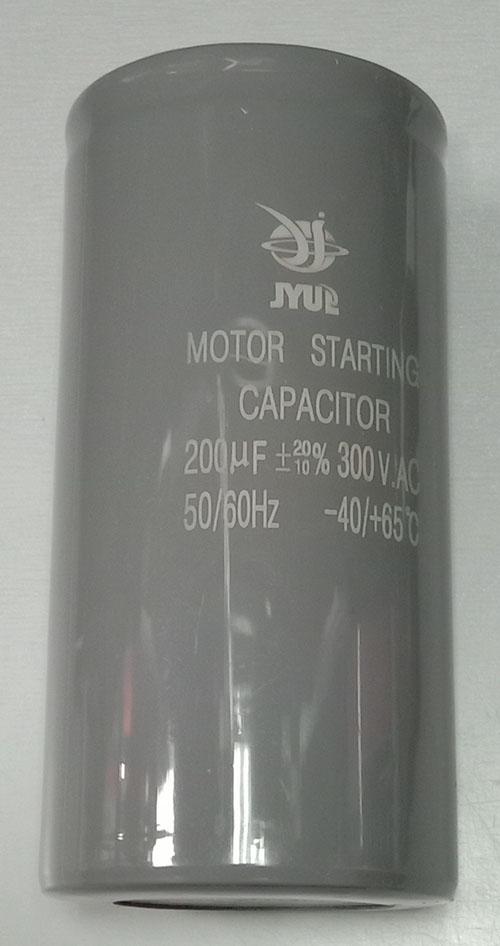 JYUL
MOTOR STARTING
CAPACITOR
200µF ±20/10% 300V.AC
50/60Hz -40/+65°C